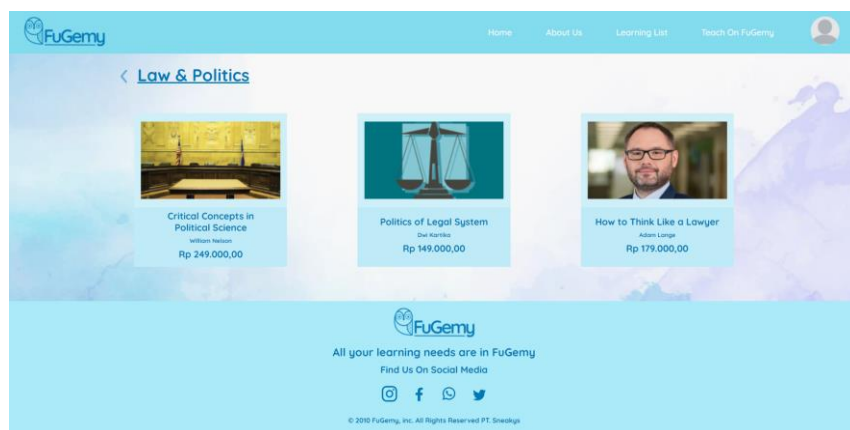 FuGemy
Home About Us Learning List Teach On FuGemy
< Law & Politics
Critical Concepts in
Political Science
William Nelson
Rp 249.000,00
Politics of Legal System
Dwi Kartika
Rp 149.000,00
How to Think Like a Lawyer
Adam Lange
Rp 179.000,00
FuGemy
All your learning needs are in FuGemy
Find Us On Social Media
© 2010 FuGemy, inc. All Rights Reserved PT. Sneakys